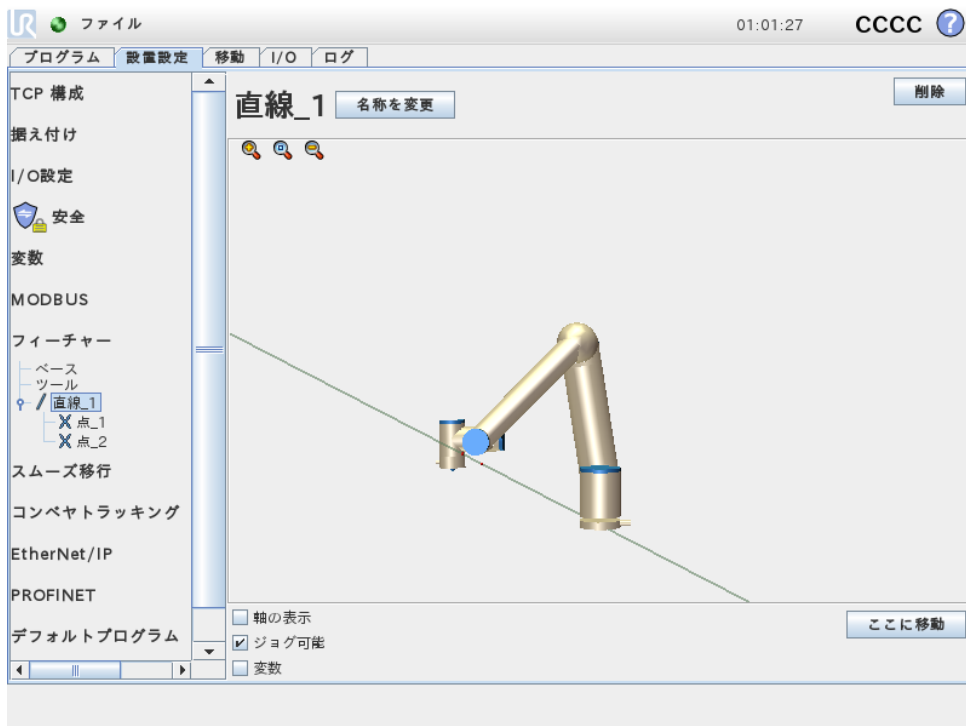 UR ファイル 01:01:27 CCCC ?
プログラム 設置設定 移動 I/O ログ
TCP 構成
据え付け
I/O設定
安全
変数
MODBUS
フィーチャー
ベース
ツール
直線_1
点_1
点_2
スムーズ移行
コンベヤトラッキング
EtherNet/IP
PROFINET
デフォルトプログラム
直線_1 名称を変更 削除
軸の表示
ジョグ可能
変数
ここに移動